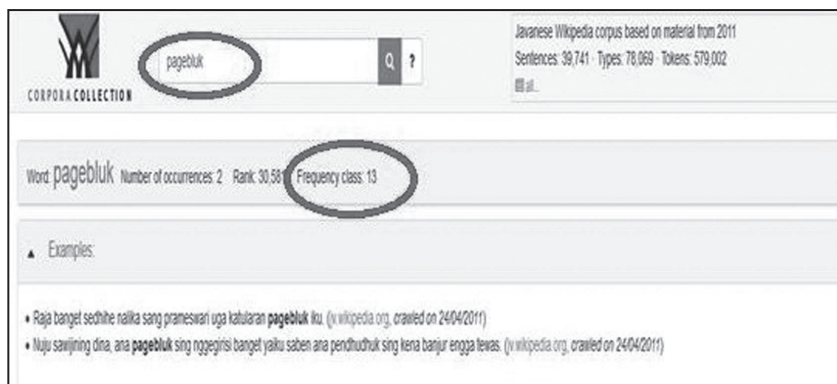 Javanese Wikipedia corpus based on material from 2011
pagebluk ?
Sentences: 39,741 · Types: 78,069 · Tokens: 579,002
all...
CORPORA COLLECTION
Word: pagebluk Number of occurrences: 2 Rank: 30,581 Frequency class: 13
▲ Examples:
• Raja banget sedhihe nalika sang prameswari uga katularan pagebluk iku. (jv.wikipedia.org, crawled on 24/04/2011)
• Nuju sawijining dina, ana pagebluk sing nggegirisi banget yaiku saben ana pendhudhuk sing kena banjur engga tewas. (jv.wikipedia.org, crawled on 24/04/2011)